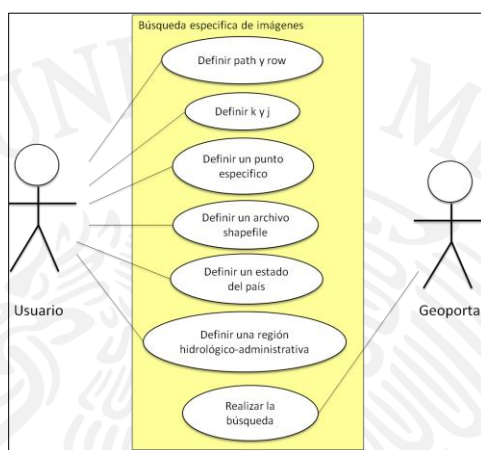 Búsqueda especifica de imágenes
Definir path y row
Definir k y j
Definir un punto
especifico
Definir un archivo
shapefile
Definir un estado
del país
Usuario
Geoporta
Definir una región
hidrológico-administrativa
Realizar la
búsqueda